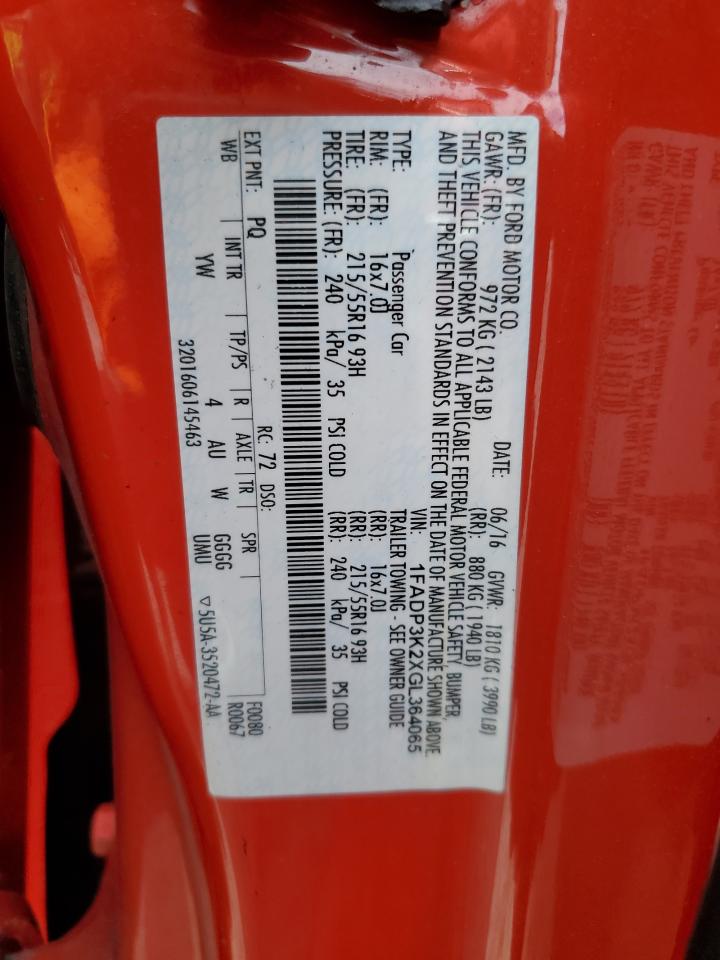 MFD. BY FORD MOTOR CO.
DATE: 06/16 GVWR: 1810 KG ( 3990 LB)
GAWR: (FR): 972 KG ( 2143 LB) (RR): 880 KG ( 1940 LB)
THIS VEHICLE CONFORMS TO ALL APPLICABLE FEDERAL MOTOR VEHICLE SAFETY, BUMPER,
AND THEFT PREVENTION STANDARDS IN EFFECT ON THE DATE OF MANUFACTURE SHOWN ABOVE.
VIN: 1FADP3K2XGL364065
TYPE: Passenger Car TRAILER TOWING - SEE OWNER GUIDE
RIM: (FR): 16x7.0J (RR): 16x7.0J
TIRE: (FR): 215/55R16 93H (RR): 215/55R16 93H
PRESSURE: (FR): 240 kPa/ 35 PSI COLD (RR): 240 kPa/ 35 PSI COLD
RC: 72 DSO: F0080
EXT PNT: PQ R0067
WB INT TR TP/PS R AXLE TR SPR
YW 4 AU W GGGG
UMU
3201606145463 ▽5U5A-3520472-AA